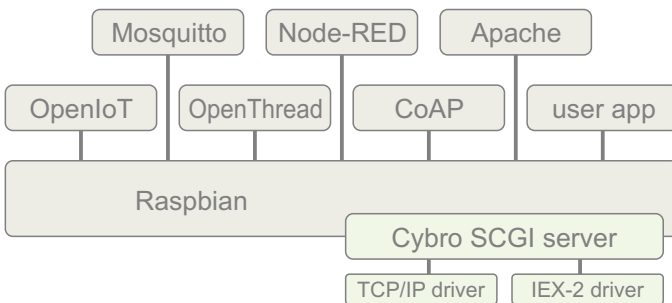 Mosquitto
Node-RED
Apache
OpenIoT
OpenThread
CoAP
user app
Raspbian
Cybro SCGI server
TCP/IP driver
IEX-2 driver